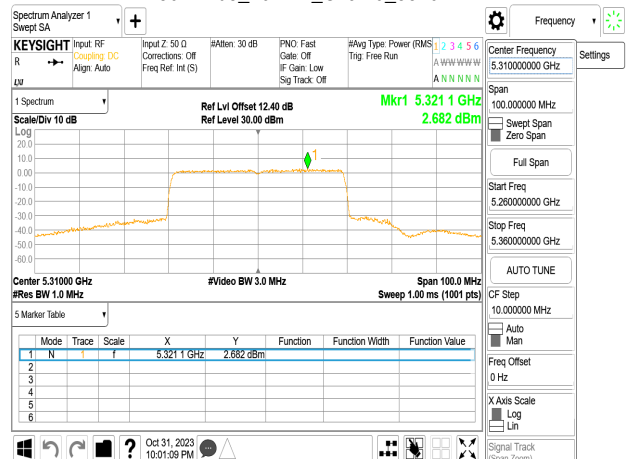 Spectrum Analyzer 1
Swept SA
+
Frequency
KEYSIGHT
R
Input: RF
Coupling: DC
Align: Auto
Input Z: 50 Ω
Corrections: Off
Freq Ref: Int (S)
#Atten: 30 dB
PNO: Fast
Gate: Off
IF Gain: Low
Sig Track: Off
#Avg Type: Power (RMS
Trig: Free Run
1 2 3 4 5 6
A W W W W W
A N N N N N
Center Frequency
5.310000000 GHz
Settings
Span
100.000000 MHz
Swept Span
Zero Span
Full Span
Start Freq
5.260000000 GHz
Stop Freq
5.360000000 GHz
AUTO TUNE
CF Step
10.000000 MHz
Auto
Man
Freq Offset
0 Hz
X Axis Scale
Log
Lin
Signal Track
(Span Zoom)
1 Spectrum
Scale/Div 10 dB
Ref Lvl Offset 12.40 dB
Ref Level 30.00 dBm
Mkr1 5.321 1 GHz
2.682 dBm
Log
20.0
10.0
0.00
-10.0
-20.0
-30.0
-40.0
-50.0
-60.0
1
Center 5.31000 GHz
#Video BW 3.0 MHz
Span 100.0 MHz
#Res BW 1.0 MHz
Sweep 1.00 ms (1001 pts)
5 Marker Table
Mode Trace Scale X Y Function Function Width Function Value
1 N 1 f 5.321 1 GHz 2.682 dBm
2
3
4
5
6
?
Oct 31, 2023
10:01:09 PM